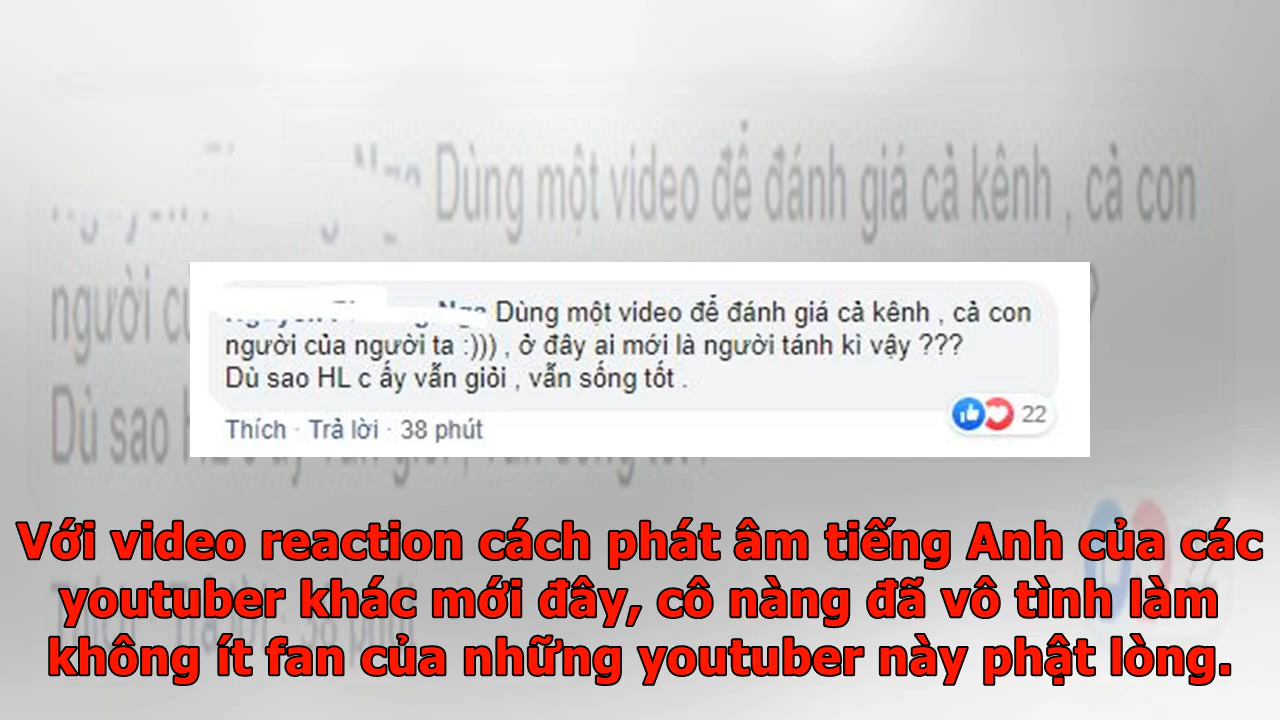 Dùng một video để đánh giá cả kênh , cả con
người của người ta :))) , ở đây ai mới là người tánh kì vậy ???
Dù sao HL c ấy vẫn giỏi , vẫn sống tốt .
Thích · Trả lời · 38 phút
22
Với video reaction cách phát âm tiếng Anh của các
youtuber khác mới đây, cô nàng đã vô tình làm
không ít fan của những youtuber này phật lòng.